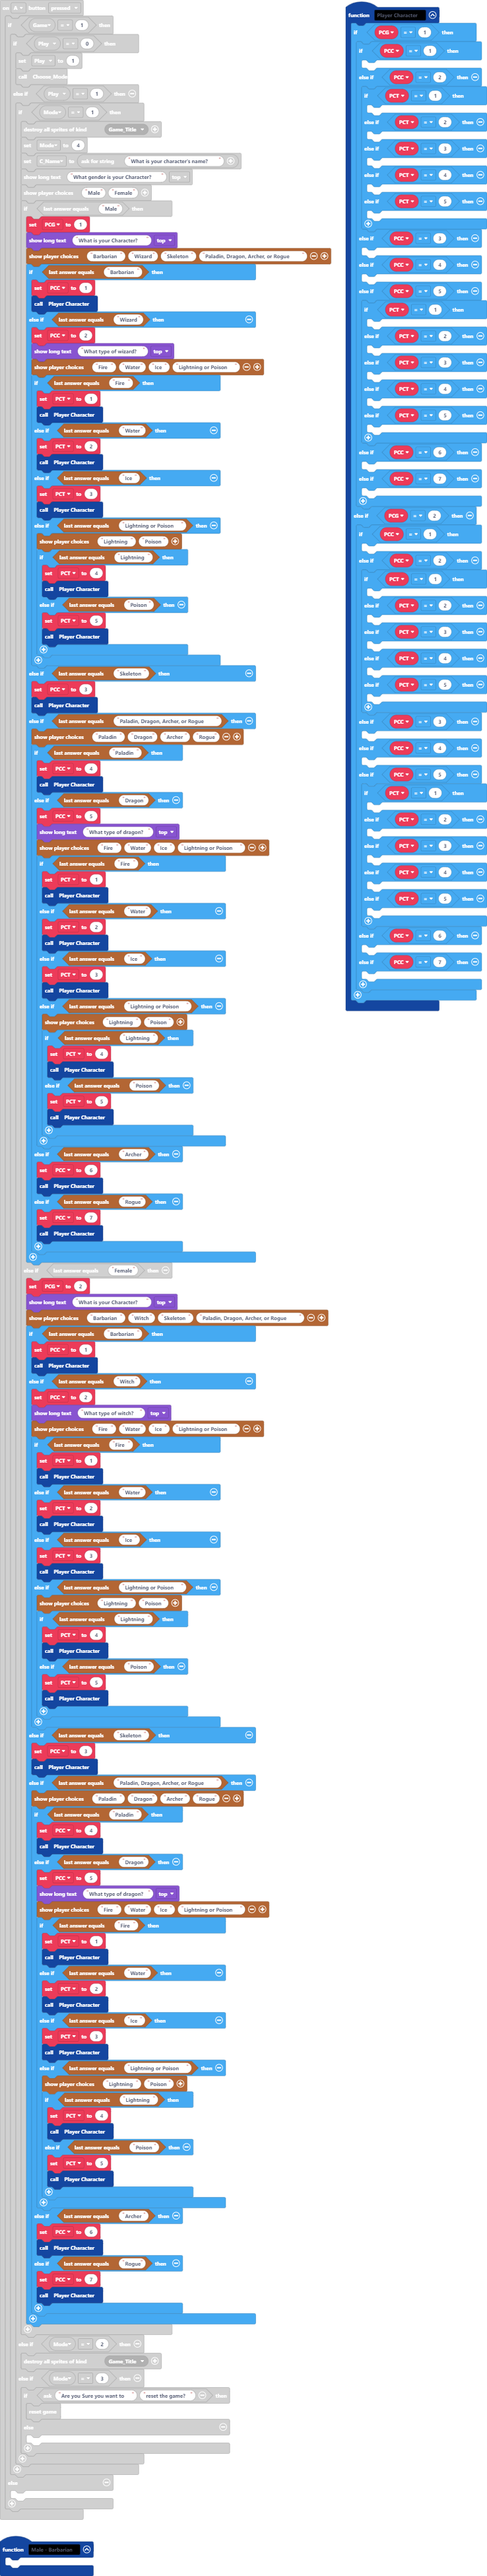 on A button pressed
if Game = 1 then
if Play = 0 then
set Play to 1
call Choose_Mode
else if Play = 1 then
if Mode = 1 then
destroy all sprites of kind Game_Title
set Mode to 4
set C_Name to ask for string "What is your character's name?"
show long text "What gender is your Character?" top
show player choices "Male" "Female"
if last answer equals "Male" then
set PCG to 1
show long text "What is your Character?" top
show player choices "Barbarian" "Wizard" "Skeleton" "Paladin, Dragon, Archer, or Rogue"
if last answer equals "Barbarian" then
set PCC to 1
call Player Character
else if last answer equals "Wizard" then
set PCC to 2
show long text "What type of wizard?" top
show player choices "Fire" "Water" "Ice" "Lightning or Poison"
if last answer equals "Fire" then
set PCT to 1
call Player Character
else if last answer equals "Water" then
set PCT to 2
call Player Character
else if last answer equals "Ice" then
set PCT to 3
call Player Character
else if last answer equals "Lightning or Poison" then
show player choices "Lightning" "Poison"
if last answer equals "Lightning" then
set PCT to 4
call Player Character
else if last answer equals "Poison" then
set PCT to 5
call Player Character
else if last answer equals "Skeleton" then
set PCC to 3
call Player Character
else if last answer equals "Paladin, Dragon, Archer, or Rogue" then
show player choices "Paladin" "Dragon" "Archer" "Rogue"
if last answer equals "Paladin" then
set PCC to 4
call Player Character
else if last answer equals "Dragon" then
set PCC to 5
show long text "What type of dragon?" top
show player choices "Fire" "Water" "Ice" "Lightning or Poison"
if last answer equals "Fire" then
set PCT to 1
call Player Character
else if last answer equals "Water" then
set PCT to 2
call Player Character
else if last answer equals "Ice" then
set PCT to 3
call Player Character
else if last answer equals "Lightning or Poison" then
show player choices "Lightning" "Poison"
if last answer equals "Lightning" then
set PCT to 4
call Player Character
else if last answer equals "Poison" then
set PCT to 5
call Player Character
else if last answer equals "Archer" then
set PCC to 6
call Player Character
else if last answer equals "Rogue" then
set PCC to 7
call Player Character
else if last answer equals "Female" then
set PCG to 2
show long text "What is your Character?" top
show player choices "Barbarian" "Witch" "Skeleton" "Paladin, Dragon, Archer, or Rogue"
if last answer equals "Barbarian" then
set PCC to 1
call Player Character
else if last answer equals "Witch" then
set PCC to 2
show long text "What type of witch?" top
show player choices "Fire" "Water" "Ice" "Lightning or Poison"
if last answer equals "Fire" then
set PCT to 1
call Player Character
else if last answer equals "Water" then
set PCT to 2
call Player Character
else if last answer equals "Ice" then
set PCT to 3
call Player Character
else if last answer equals "Lightning or Poison" then
show player choices "Lightning" "Poison"
if last answer equals "Lightning" then
set PCT to 4
call Player Character
else if last answer equals "Poison" then
set PCT to 5
call Player Character
else if last answer equals "Skeleton" then
set PCC to 3
call Player Character
else if last answer equals "Paladin, Dragon, Archer, or Rogue" then
show player choices "Paladin" "Dragon" "Archer" "Rogue"
if last answer equals "Paladin" then
set PCC to 4
call Player Character
else if last answer equals "Dragon" then
set PCC to 5
show long text "What type of dragon?" top
show player choices "Fire" "Water" "Ice" "Lightning or Poison"
if last answer equals "Fire" then
set PCT to 1
call Player Character
else if last answer equals "Water" then
set PCT to 2
call Player Character
else if last answer equals "Ice" then
set PCT to 3
call Player Character
else if last answer equals "Lightning or Poison" then
show player choices "Lightning" "Poison"
if last answer equals "Lightning" then
set PCT to 4
call Player Character
else if last answer equals "Poison" then
set PCT to 5
call Player Character
else if last answer equals "Archer" then
set PCC to 6
call Player Character
else if last answer equals "Rogue" then
set PCC to 7
call Player Character
else if Mode = 2 then
destroy all sprites of kind Game_Title
else if Mode = 3 then
if ask "Are you Sure you want to" "reset the game?" then
reset game
else
else
function Male - Barbarian
function Player Character
if PCG = 1 then
if PCC = 1 then
else if PCC = 2 then
if PCT = 1 then
else if PCT = 2 then
else if PCT = 3 then
else if PCT = 4 then
else if PCT = 5 then
else if PCC = 3 then
else if PCC = 4 then
else if PCC = 5 then
if PCT = 1 then
else if PCT = 2 then
else if PCT = 3 then
else if PCT = 4 then
else if PCT = 5 then
else if PCC = 6 then
else if PCC = 7 then
else if PCG = 2 then
if PCC = 1 then
else if PCC = 2 then
if PCT = 1 then
else if PCT = 2 then
else if PCT = 3 then
else if PCT = 4 then
else if PCT = 5 then
else if PCC = 3 then
else if PCC = 4 then
else if PCC = 5 then
if PCT = 1 then
else if PCT = 2 then
else if PCT = 3 then
else if PCT = 4 then
else if PCT = 5 then
else if PCC = 6 then
else if PCC = 7 then